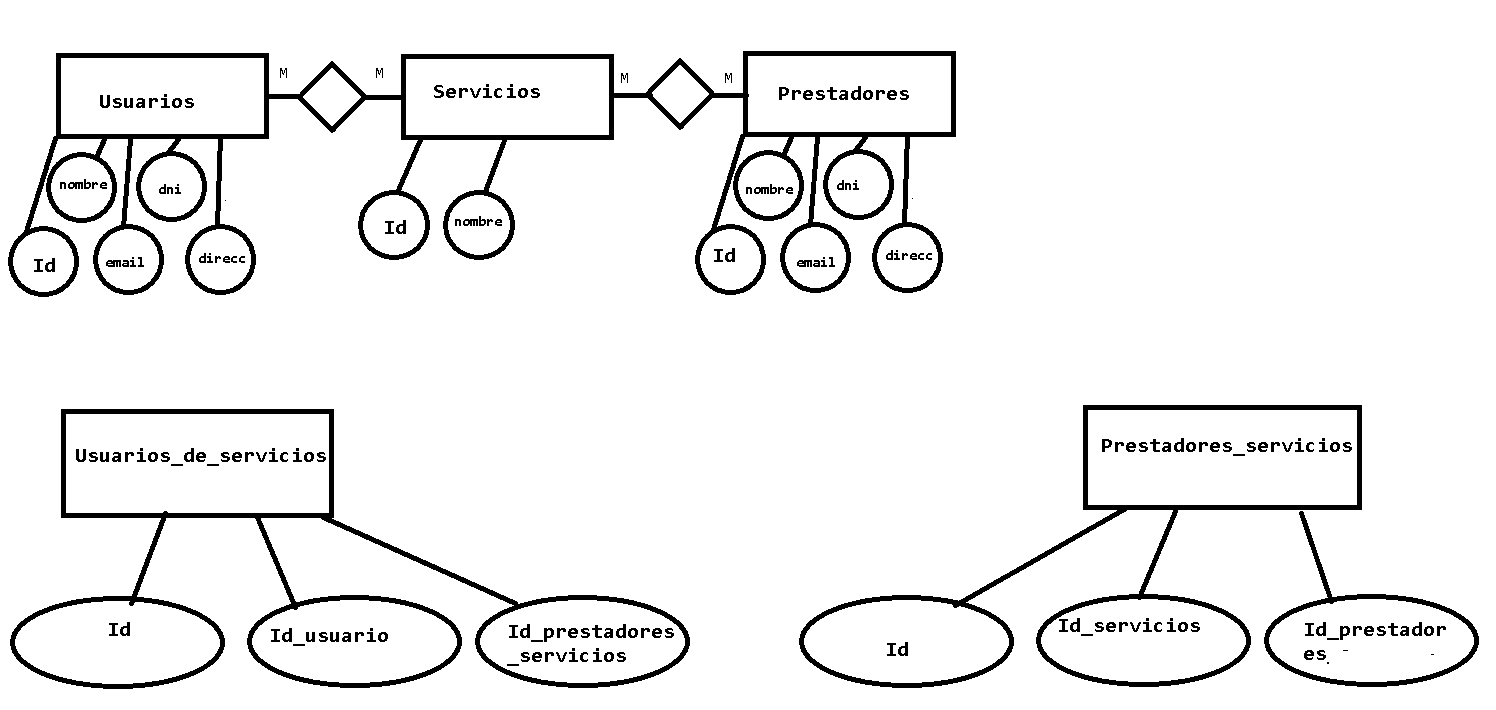 Usuarios
M
M
Servicios
M
M
Prestadores
nombre
dni
Id
email
direcc
Id
nombre
nombre
dni
Id
email
direcc
Usuarios_de_servicios
Prestadores_servicios
Id
Id_usuario
Id_prestadores
_servicios
Id
Id_servicios
Id_prestador
es